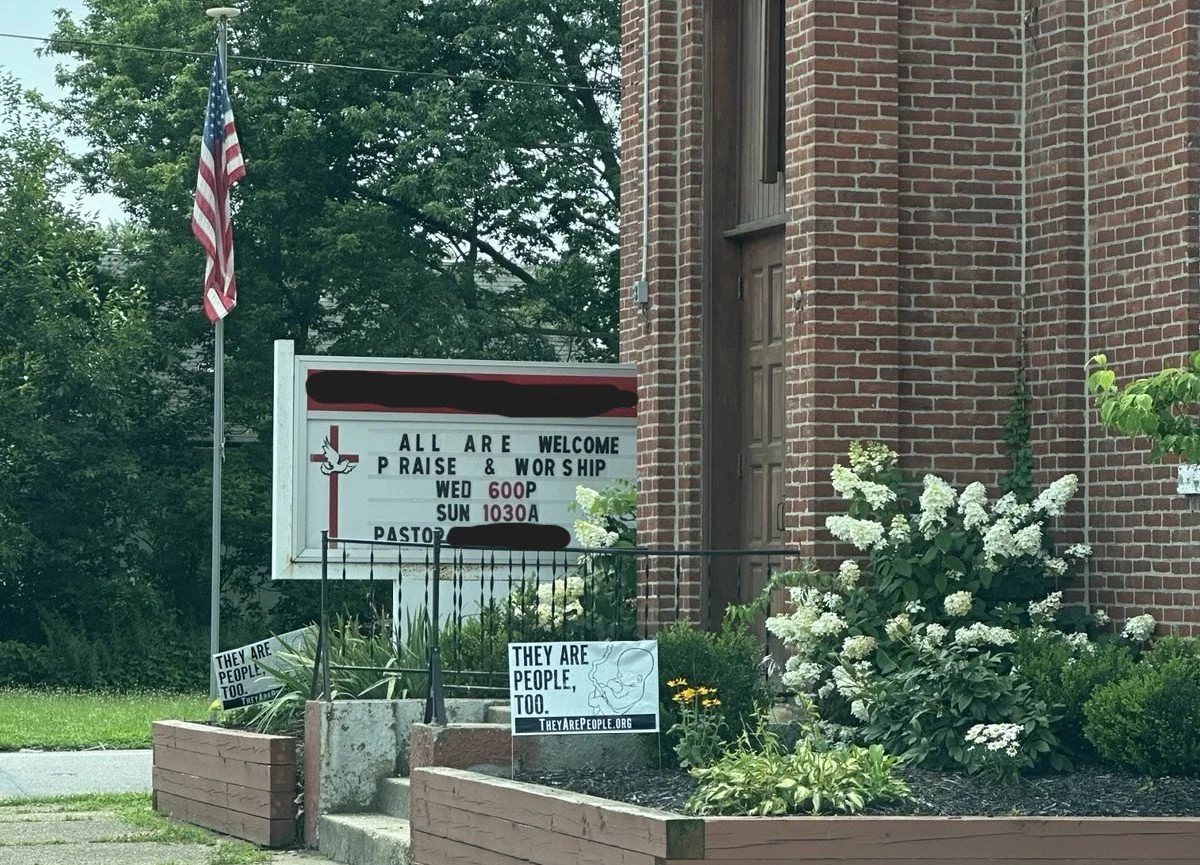 ALL ARE WELCOME
PRAISE & WORSHIP
WED 600P
SUN 1030A
PASTOR
THEY ARE
PEOPLE,
TOO.
THEYAREPEOPLE.ORG
THEY ARE
PEOPLE,
TOO.